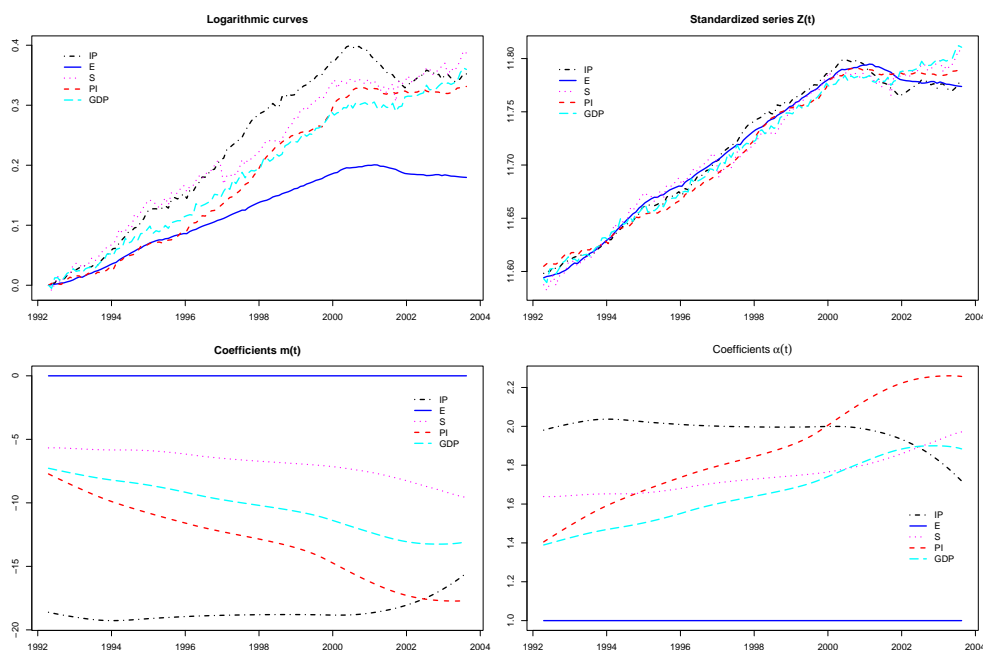 Logarithmic curves
0.4
0.3
0.2
0.1
0.0
IP
E
S
PI
GDP
1992 1994 1996 1998 2000 2002 2004
Standardized series Z(t)
11.80
11.75
11.70
11.65
11.60
IP
E
S
PI
GDP
1992 1994 1996 1998 2000 2002 2004
Coefficients m(t)
0
−5
−10
−15
−20
IP
E
S
PI
GDP
1992 1994 1996 1998 2000 2002 2004
Coefficients α(t)
2.2
2.0
1.8
1.6
1.4
1.2
1.0
IP
E
S
PI
GDP
1992 1994 1996 1998 2000 2002 2004